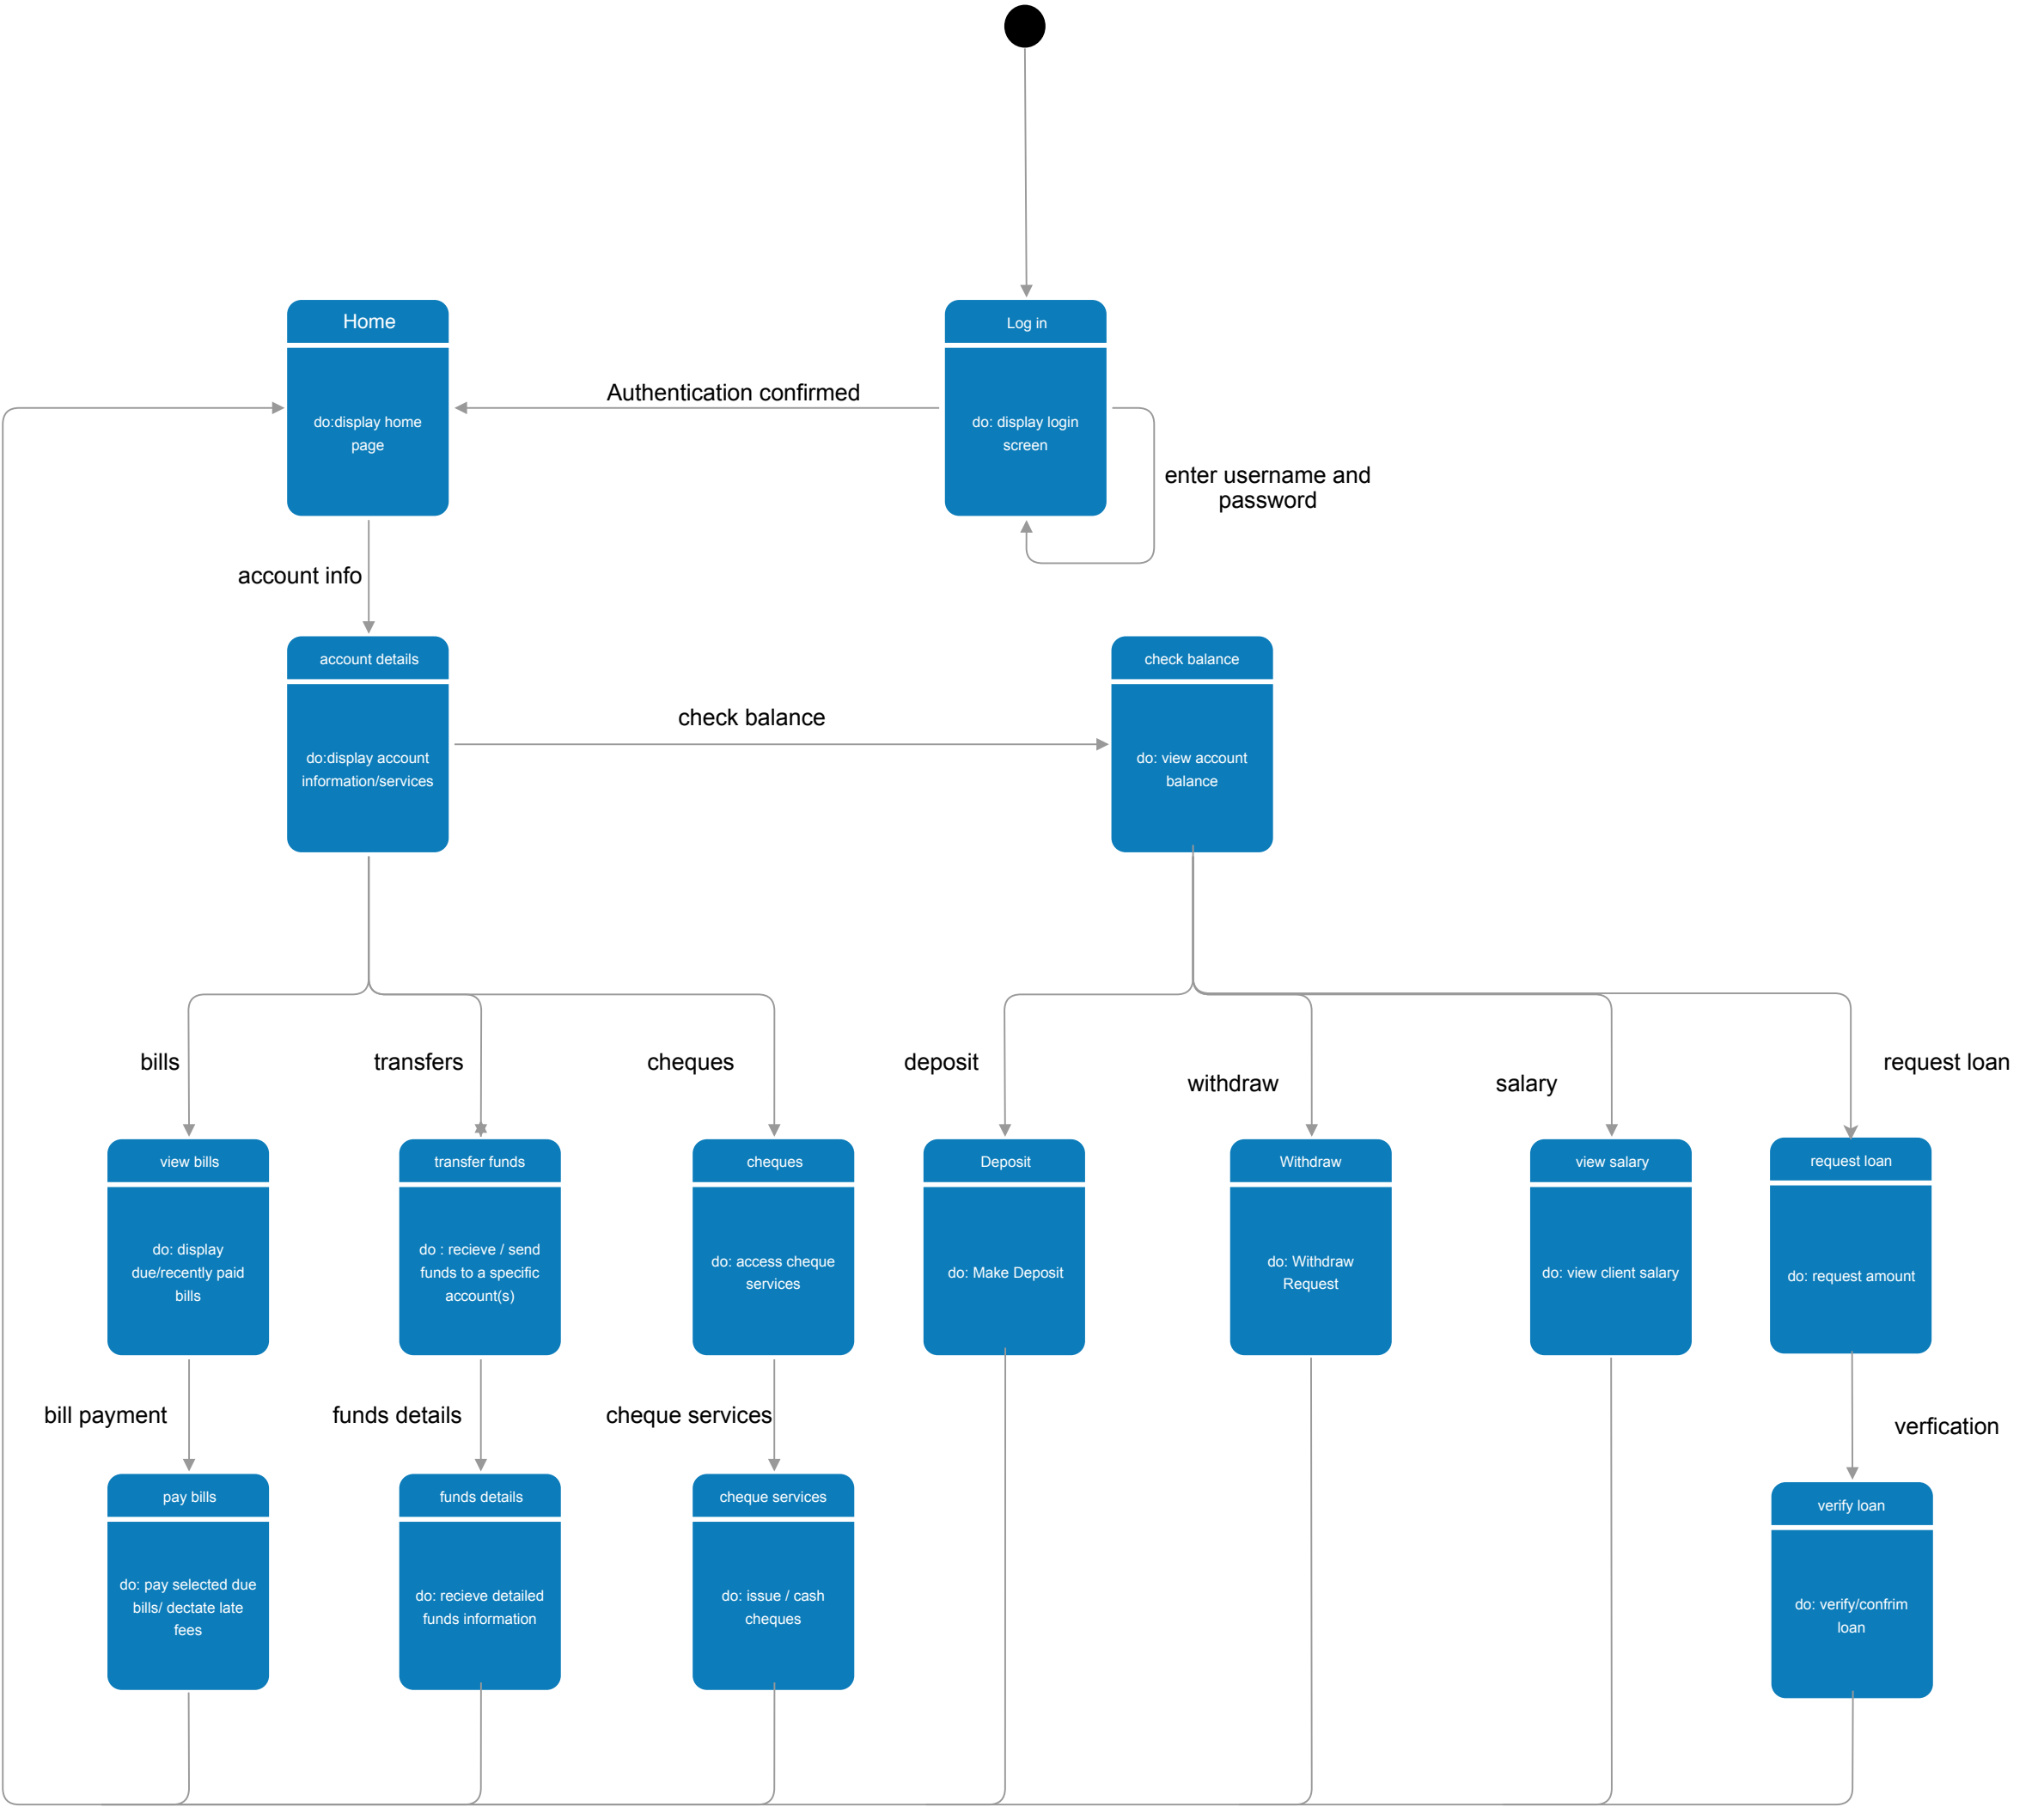 Home
do:display home
page
Authentication confirmed
Log in
do: display login
screen
enter username and
password
account info
account details
do:display account
information/services
check balance
check balance
do: view account
balance
bills
transfers
cheques
deposit
withdraw
salary
request loan
view bills
do: display
due/recently paid
bills
transfer funds
do : recieve / send
funds to a specific
account(s)
cheques
do: access cheque
services
Deposit
do: Make Deposit
Withdraw
do: Withdraw
Request
view salary
do: view client salary
request loan
do: request amount
bill payment
funds details
cheque services
verfication
pay bills
do: pay selected due
bills/ dectate late
fees
funds details
do: recieve detailed
funds information
cheque services
do: issue / cash
cheques
verify loan
do: verify/confrim
loan